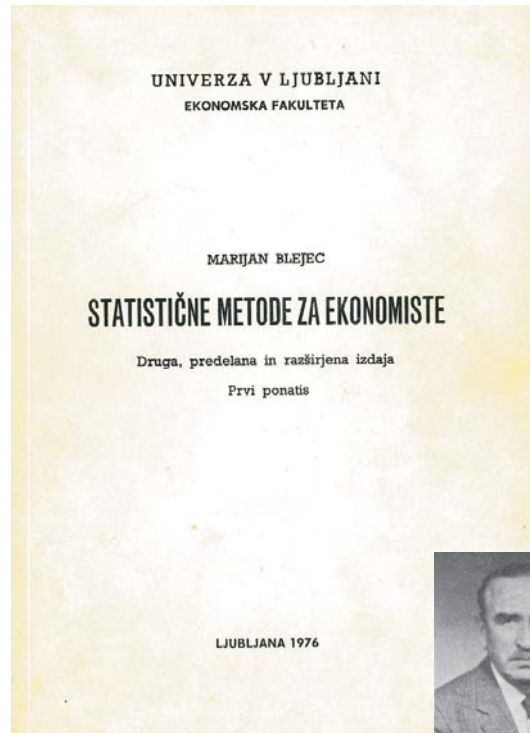 UNIVERZA V LJUBLJANI
EKONOMSKA FAKULTETA
MARIJAN BLEJEC
STATISTIČNE METODE ZA EKONOMISTE
Druga, predelana in razširjena izdaja
Prvi ponatis
LJUBLJANA 1976